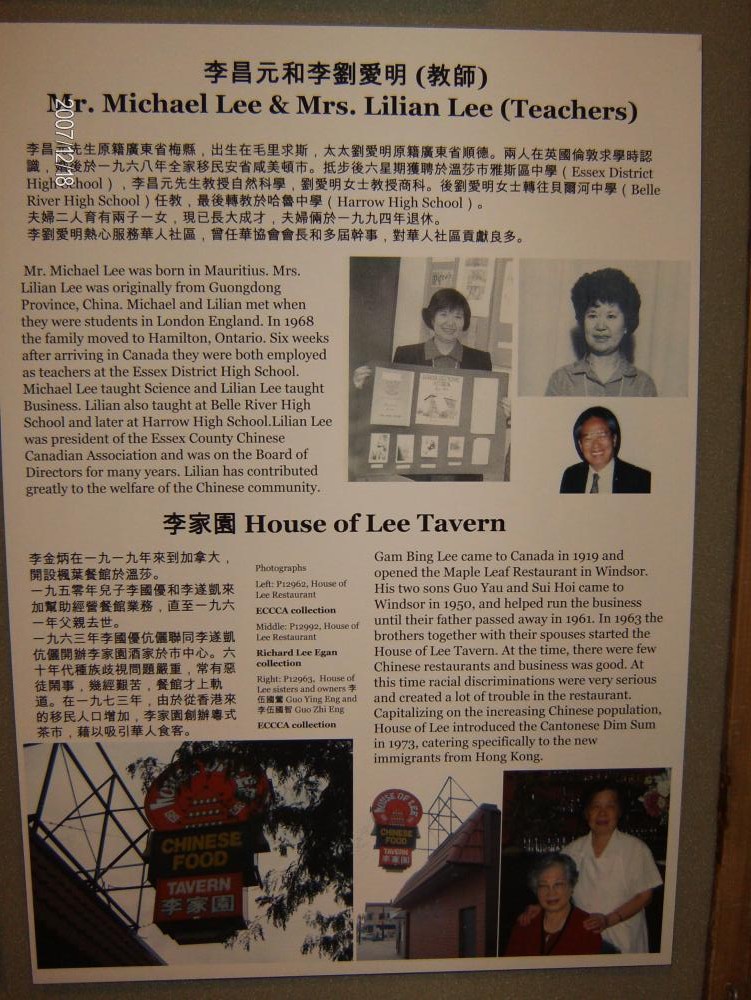 李昌元和李劉愛明 (教師)
Mr. Michael Lee & Mrs. Lilian Lee (Teachers)
2007/12/18
李昌 先生原籍廣東省梅縣，出生在毛里求斯，太太劉愛明原籍廣東省順德。兩人在英國倫敦求學時認
識， 後於一九六八年全家移民安省咸美頓市。抵步後六星期獲聘於溫莎市雅斯區中學（Essex District
High School），李昌元先生教授自然科學，劉愛明女士教授商科。後劉愛明女士轉往貝爾河中學（Belle
River High School）任教，最後轉教於哈魯中學（Harrow High School）。
夫婦二人育有兩子一女，現已長大成才，夫婦倆於一九九四年退休。
李劉愛明熱心服務華人社區，曾任華協會會長和多屆幹事，對華人社區貢獻良多。
Mr. Michael Lee was born in Mauritius. Mrs.
Lilian Lee was originally from Guongdong
Province, China. Michael and Lilian met when
they were students in London England. In 1968
the family moved to Hamilton, Ontario. Six weeks
after arriving in Canada they were both employed
as teachers at the Essex District High School.
Michael Lee taught Science and Lilian Lee taught
Business. Lilian also taught at Belle River High
School and later at Harrow High School.Lilian Lee
was president of the Essex County Chinese
Canadian Association and was on the Board of
Directors for many years. Lilian has contributed
greatly to the welfare of the Chinese community.
李家園 House of Lee Tavern
李金炳在一九一九年來到加拿大，
開設楓葉餐館於溫莎。
一九五零年兒子李國優和李遂凱來
加幫助經營餐館業務，直至一九六
一年父親去世。
一九六三年李國優伉儷聯同李遂凱
伉儷開辦李家園酒家於市中心。六
十年代種族歧視問題嚴重，常有惡
徒鬧事，幾經艱苦，餐館才上軌
道。在一九七三年，由於從香港來
的移民人口增加，李家園創辦粵式
茶市，藉以吸引華人食客。
Photographs
Left: P12962, House of
Lee Restaurant
ECCCA collection
Middle: P12992, House of
Lee Restaurant
Richard Lee Egan
collection
Right: P12963, House of
Lee sisters and owners 李
伍國鶯 Guo Ying Eng and
李伍國智 Guo Zhi Eng
ECCCA collection
Gam Bing Lee came to Canada in 1919 and
opened the Maple Leaf Restaurant in Windsor.
His two sons Guo Yau and Sui Hoi came to
Windsor in 1950, and helped run the business
until their father passed away in 1961. In 1963 the
brothers together with their spouses started the
House of Lee Tavern. At the time, there were few
Chinese restaurants and business was good. At
this time racial discriminations were very serious
and created a lot of trouble in the restaurant.
Capitalizing on the increasing Chinese population,
House of Lee introduced the Cantonese Dim Sum
in 1973, catering specifically to the new
immigrants from Hong Kong.
HOUSE OF LEE
CHINESE
FOOD
TAVERN
李家園
HOUSE OF LEE
CHINESE
FOOD
TAVERN
李家園